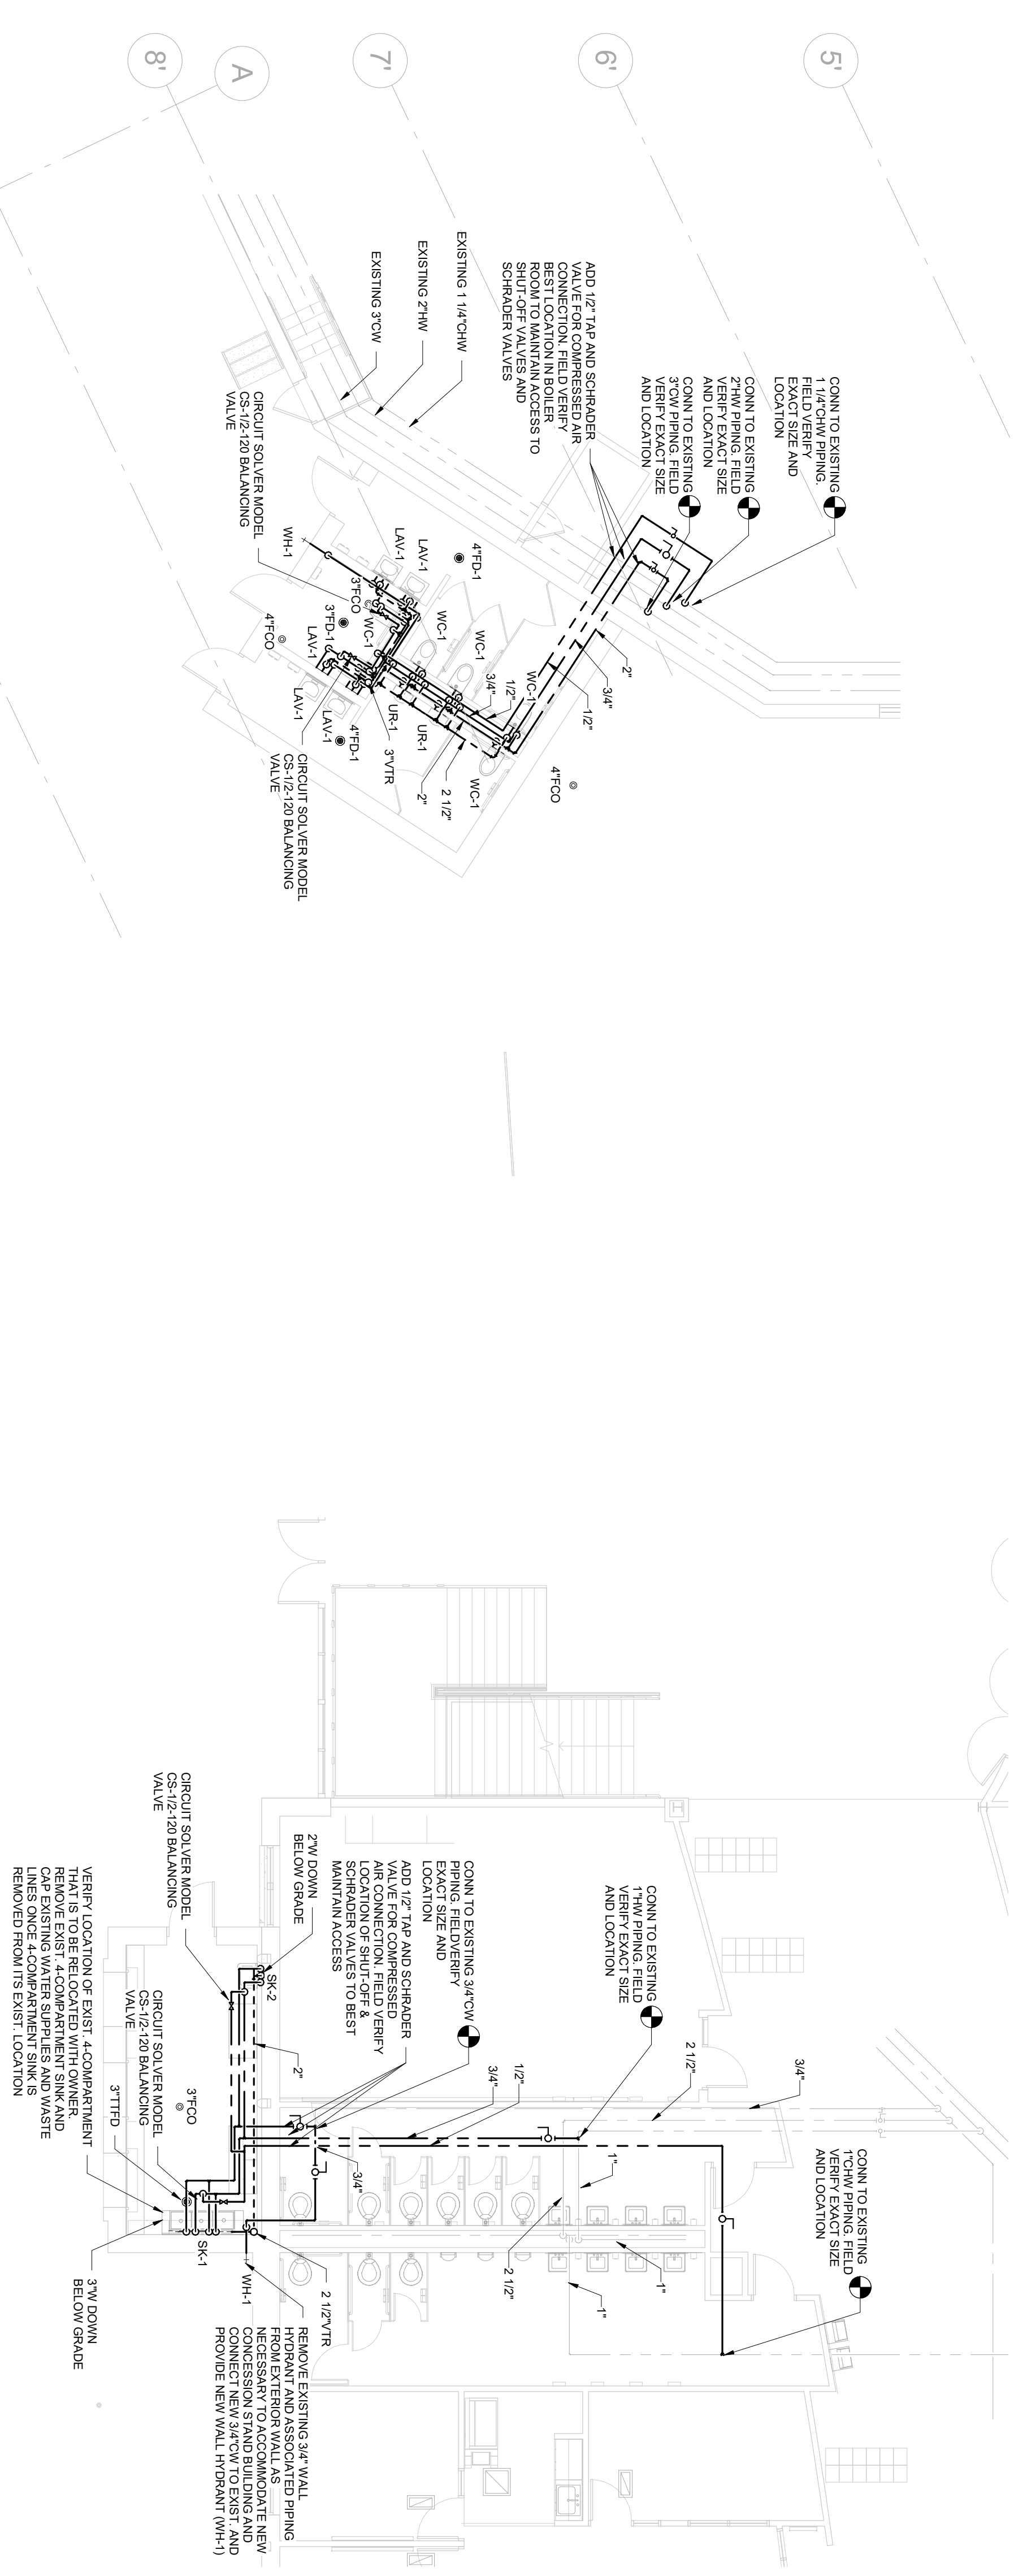 5'
6'
7'
A
8'
CONN TO EXISTING
1 1/4"CHW PIPING.
FIELD VERIFY
EXACT SIZE AND
LOCATION
CONN TO EXISTING
2"HW PIPING. FIELD
VERIFY EXACT SIZE
AND LOCATION
CONN TO EXISTING
3"CW PIPING. FIELD
VERIFY EXACT SIZE
AND LOCATION
ADD 1/2" TAP AND SCHRADER
VALVE FOR COMPRESSED AIR
CONNECTION. FIELD VERIFY
BEST LOCATION IN BOILER
ROOM TO MAINTAIN ACCESS TO
SHUT-OFF VALVES AND
SCHRADER VALVES
EXISTING 1 1/4"CHW
EXISTING 2"HW
EXISTING 3"CW
2"
3/4"
1/2"
WC-1
4"FCO
1/2"
3/4"
WC-1
WC-1
WC-1
4"FD-1
LAV-1
LAV-1
WH-1
CIRCUIT SOLVER MODEL
CS-1/2-120 BALANCING
VALVE
3"FCO
WC-1
3"FD-1
LAV-1
4"FCO
2 1/2"
2"
UR-1
UR-1
3"VTR
4"FD-1
LAV-1
LAV-1
CIRCUIT SOLVER MODEL
CS-1/2-120 BALANCING
VALVE
CONN TO EXISTING
1"CHW PIPING. FIELD
VERIFY EXACT SIZE
AND LOCATION
3/4"
2 1/2"
CONN TO EXISTING
1"HW PIPING. FIELD
VERIFY EXACT SIZE
AND LOCATION
1"
1"
1"
2 1/2"
CONN TO EXISTING 3/4"CW
PIPING. FIELDVERIFY
EXACT SIZE AND
LOCATION
ADD 1/2" TAP AND SCHRADER
VALVE FOR COMPRESSED
AIR CONNECTION. FIELD VERIFY
LOCATION OF SHUT-OFF &
SCHRADER VALVES TO BEST
MAINTAIN ACCESS
1/2"
3/4"
3/4"
2"W DOWN
BELOW GRADE
SK-2
2"
CIRCUIT SOLVER MODEL
CS-1/2-120 BALANCING
VALVE
3"FCO
CIRCUIT SOLVER MODEL
CS-1/2-120 BALANCING
VALVE
3"TTFD
VERIFY LOCATION OF EXIST. 4-COMPARTMENT
THAT IS TO BE RELOCATED WITH OWNER.
REMOVE EXIST. 4-COMPARTMENT SINK AND
CAP EXISTING WATER SUPPLIES AND WASTE
LINES ONCE 4-COMPARTMENT SINK IS
REMOVED FROM ITS EXIST. LOCATION
SK-1
WH-1
2 1/2"VTR
3"W DOWN
BELOW GRADE
REMOVE EXISTING 3/4" WALL
HYDRANT AND ASSOCIATED PIPING
FROM EXTERIOR WALL AS
NECESSARY TO ACCOMMODATE NEW
CONCESSION STAND BUILDING AND
CONNECT NEW 3/4"CW TO EXIST. AND
PROVIDE NEW WALL HYDRANT (WH-1)